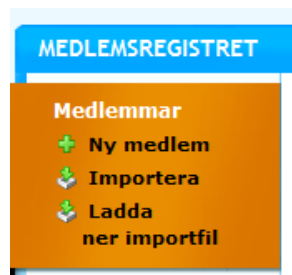 MEDLEMSREGISTRET
Medlemmar
Ny medlem
Importera
Ladda
ner importfil